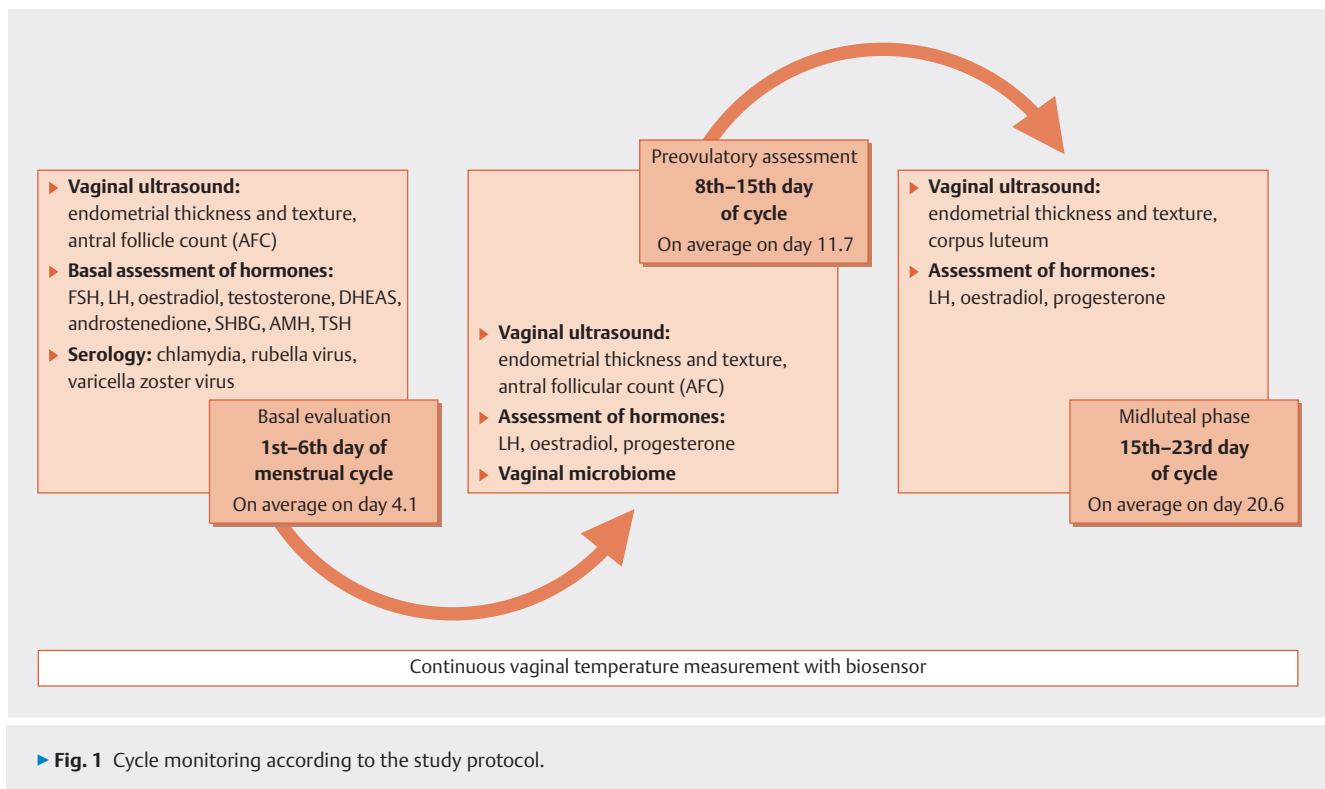 ▶ Vaginal ultrasound:
endometrial thickness and texture,
antral follicle count (AFC)
▶ Basal assessment of hormones:
FSH, LH, oestradiol, testosterone, DHEAS,
androstenedione, SHBG, AMH, TSH
▶ Serology: chlamydia, rubella virus,
varicella zoster virus
Basal evaluation
1st–6th day of
menstrual cycle
On average on day 4.1
Preovulatory assessment
8th–15th day
of cycle
On average on day 11.7
▶ Vaginal ultrasound:
endometrial thickness and texture,
antral follicular count (AFC)
▶ Assessment of hormones:
LH, oestradiol, progesterone
▶ Vaginal microbiome
▶ Vaginal ultrasound:
endometrial thickness and texture,
corpus luteum
▶ Assessment of hormones:
LH, oestradiol, progesterone
Midluteal phase
15th–23rd day
of cycle
On average on day 20.6
Continuous vaginal temperature measurement with biosensor
▶ Fig. 1 Cycle monitoring according to the study protocol.